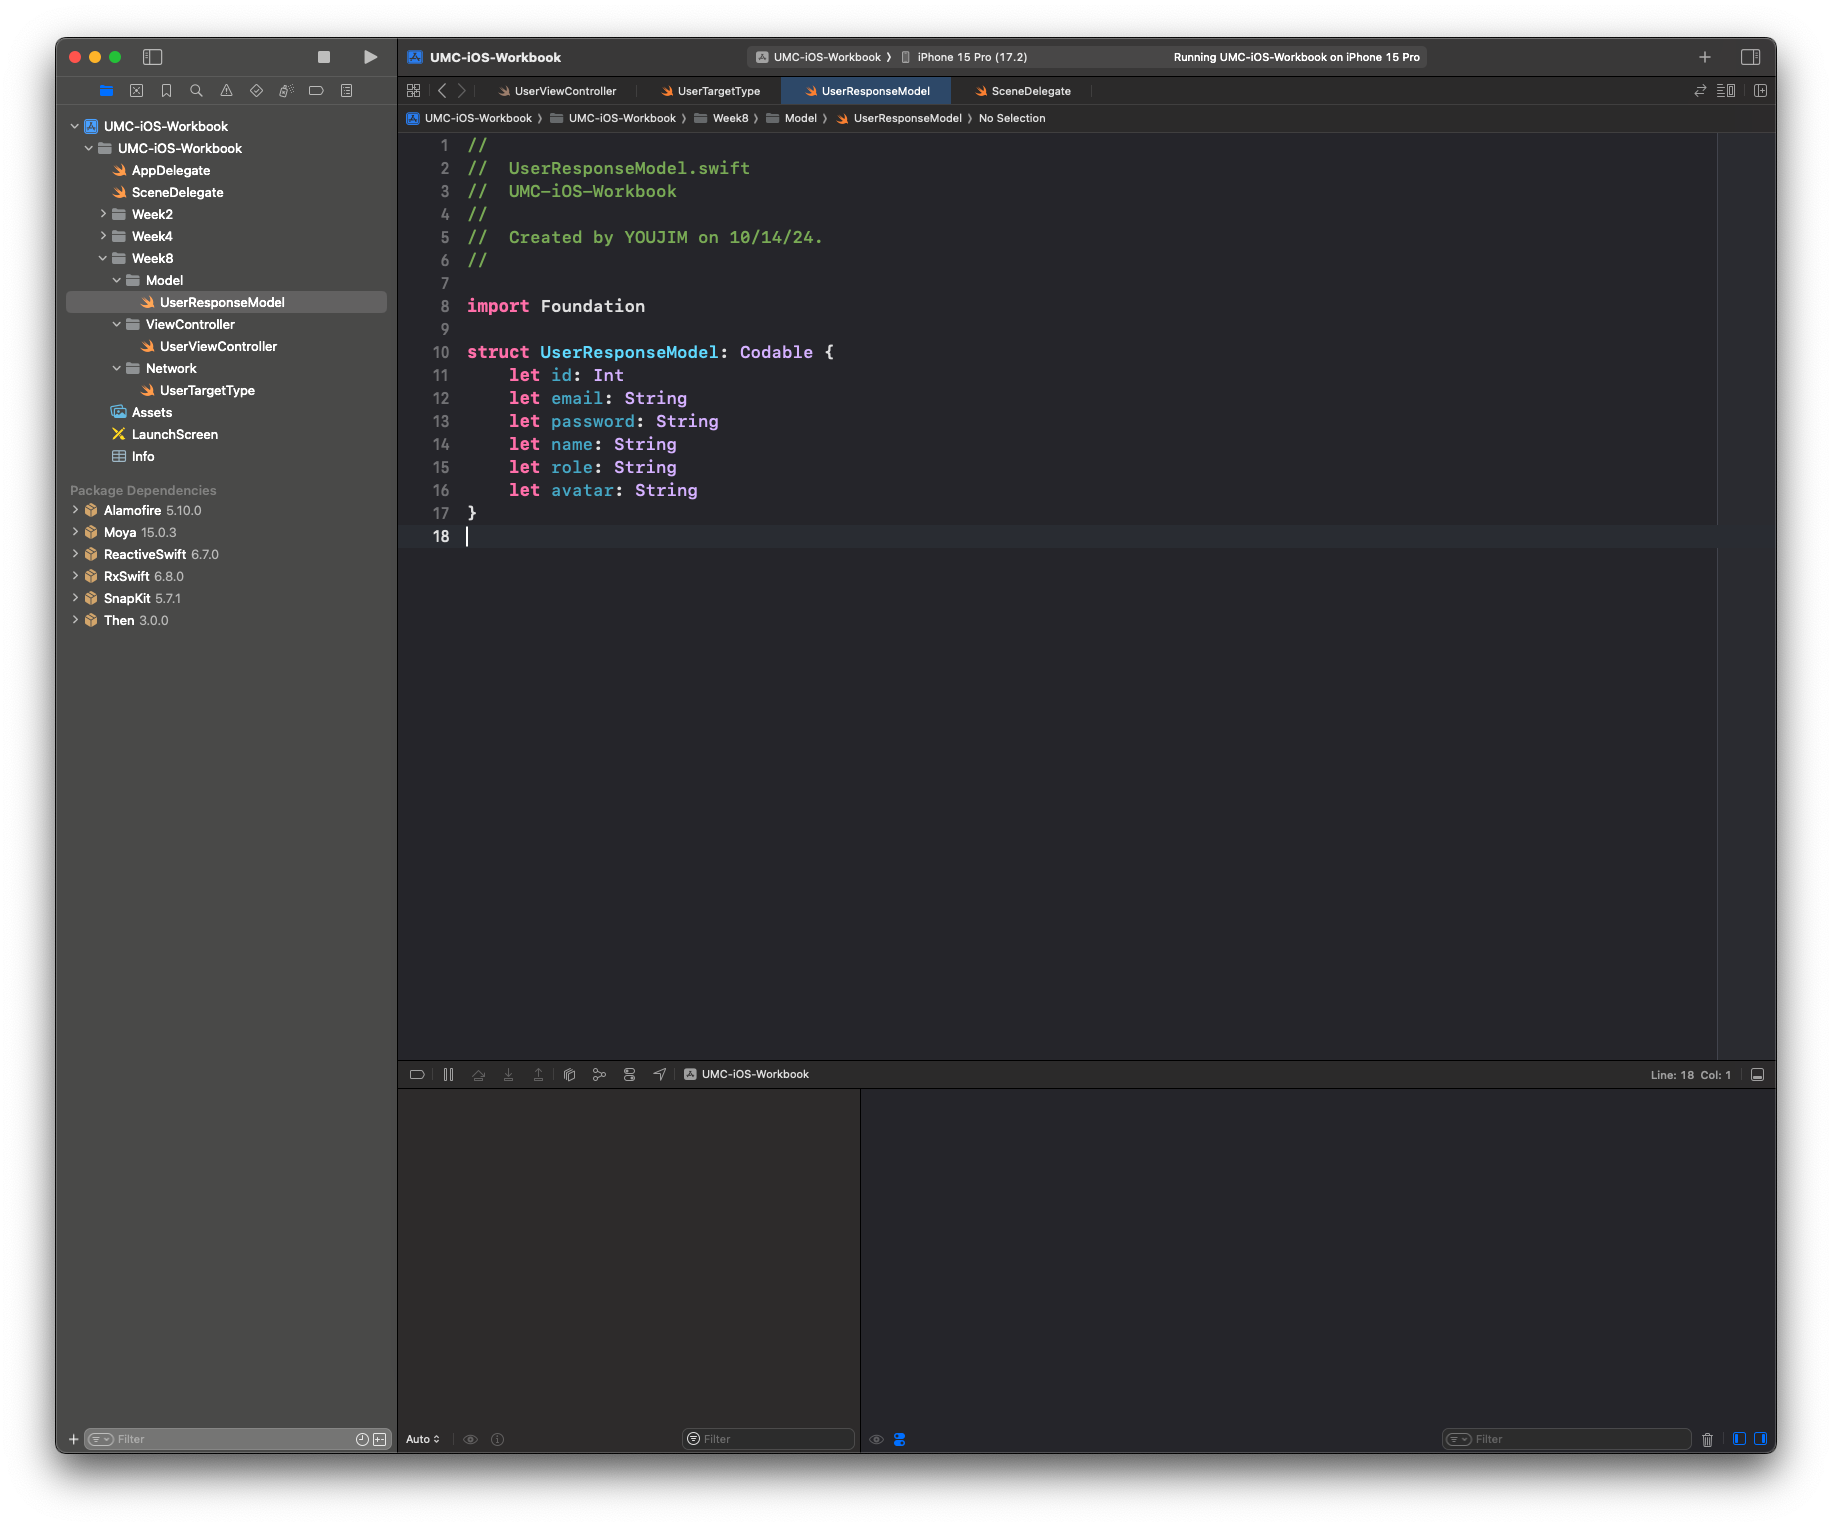 UMC-iOS-Workbook
UMC-iOS-Workbook 〉 iPhone 15 Pro (17.2)
Running UMC-iOS-Workbook on iPhone 15 Pro
UserViewController
UserTargetType
UserResponseModel
SceneDelegate
UMC-iOS-Workbook 〉 UMC-iOS-Workbook 〉 Week8 〉 Model 〉 UserResponseModel 〉 No Selection
UMC-iOS-Workbook
UMC-iOS-Workbook
AppDelegate
SceneDelegate
Week2
Week4
Week8
Model
UserResponseModel
ViewController
UserViewController
Network
UserTargetType
Assets
LaunchScreen
Info
Package Dependencies
Alamofire 5.10.0
Moya 15.0.3
ReactiveSwift 6.7.0
RxSwift 6.8.0
SnapKit 5.7.1
Then 3.0.0
Filter
1 //
2 //  UserResponseModel.swift
3 //  UMC-iOS-Workbook
4 //
5 //  Created by YOUJIM on 10/14/24.
6 //
7
8 import Foundation
9
10 struct UserResponseModel: Codable {
11     let id: Int
12     let email: String
13     let password: String
14     let name: String
15     let role: String
16     let avatar: String
17 }
18
UMC-iOS-Workbook
Line: 18 Col: 1
Auto
Filter
Filter